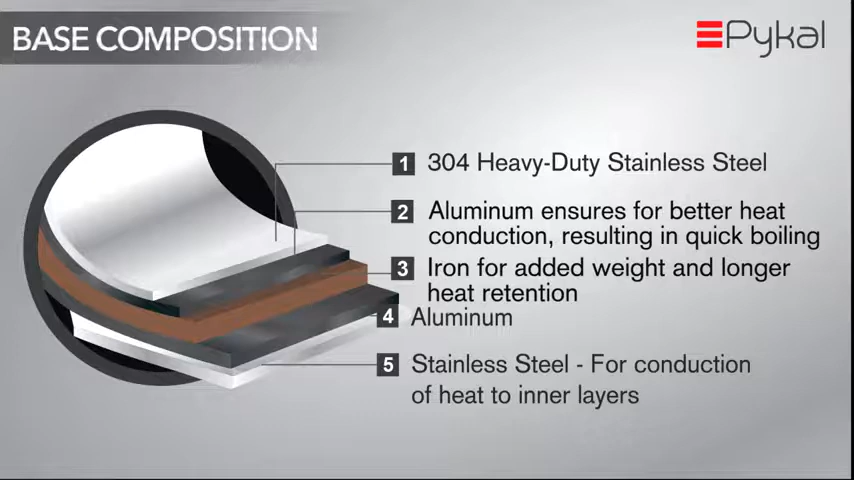 BASE COMPOSITION
Pykal
1 304 Heavy-Duty Stainless Steel
2 Aluminum ensures for better heat
conduction, resulting in quick boiling
3 Iron for added weight and longer
heat retention
4 Aluminum
5 Stainless Steel - For conduction
of heat to inner layers